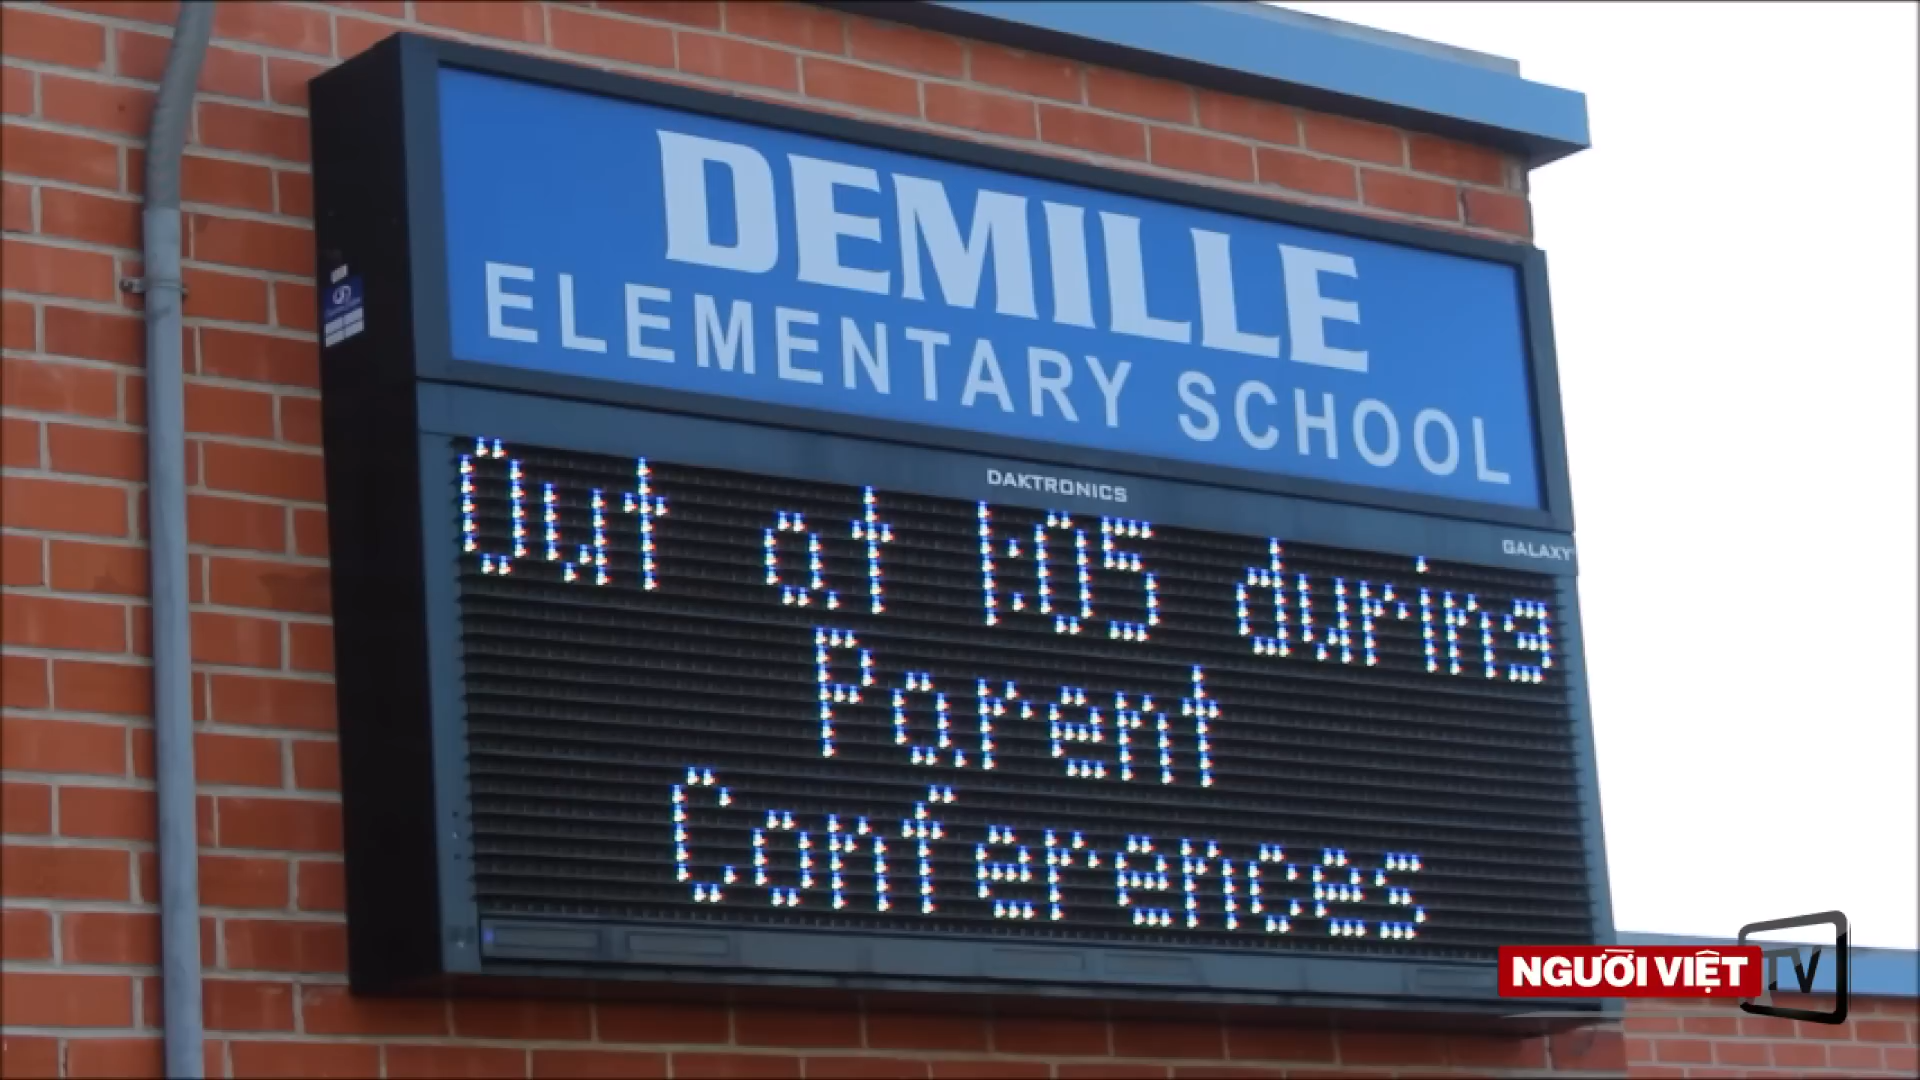 DEMILLE
ELEMENTARY SCHOOL
DAKTRONICS
GALAXY
Out at 1:05 during
Parent
Conferences
NGƯỜI VIỆT TV